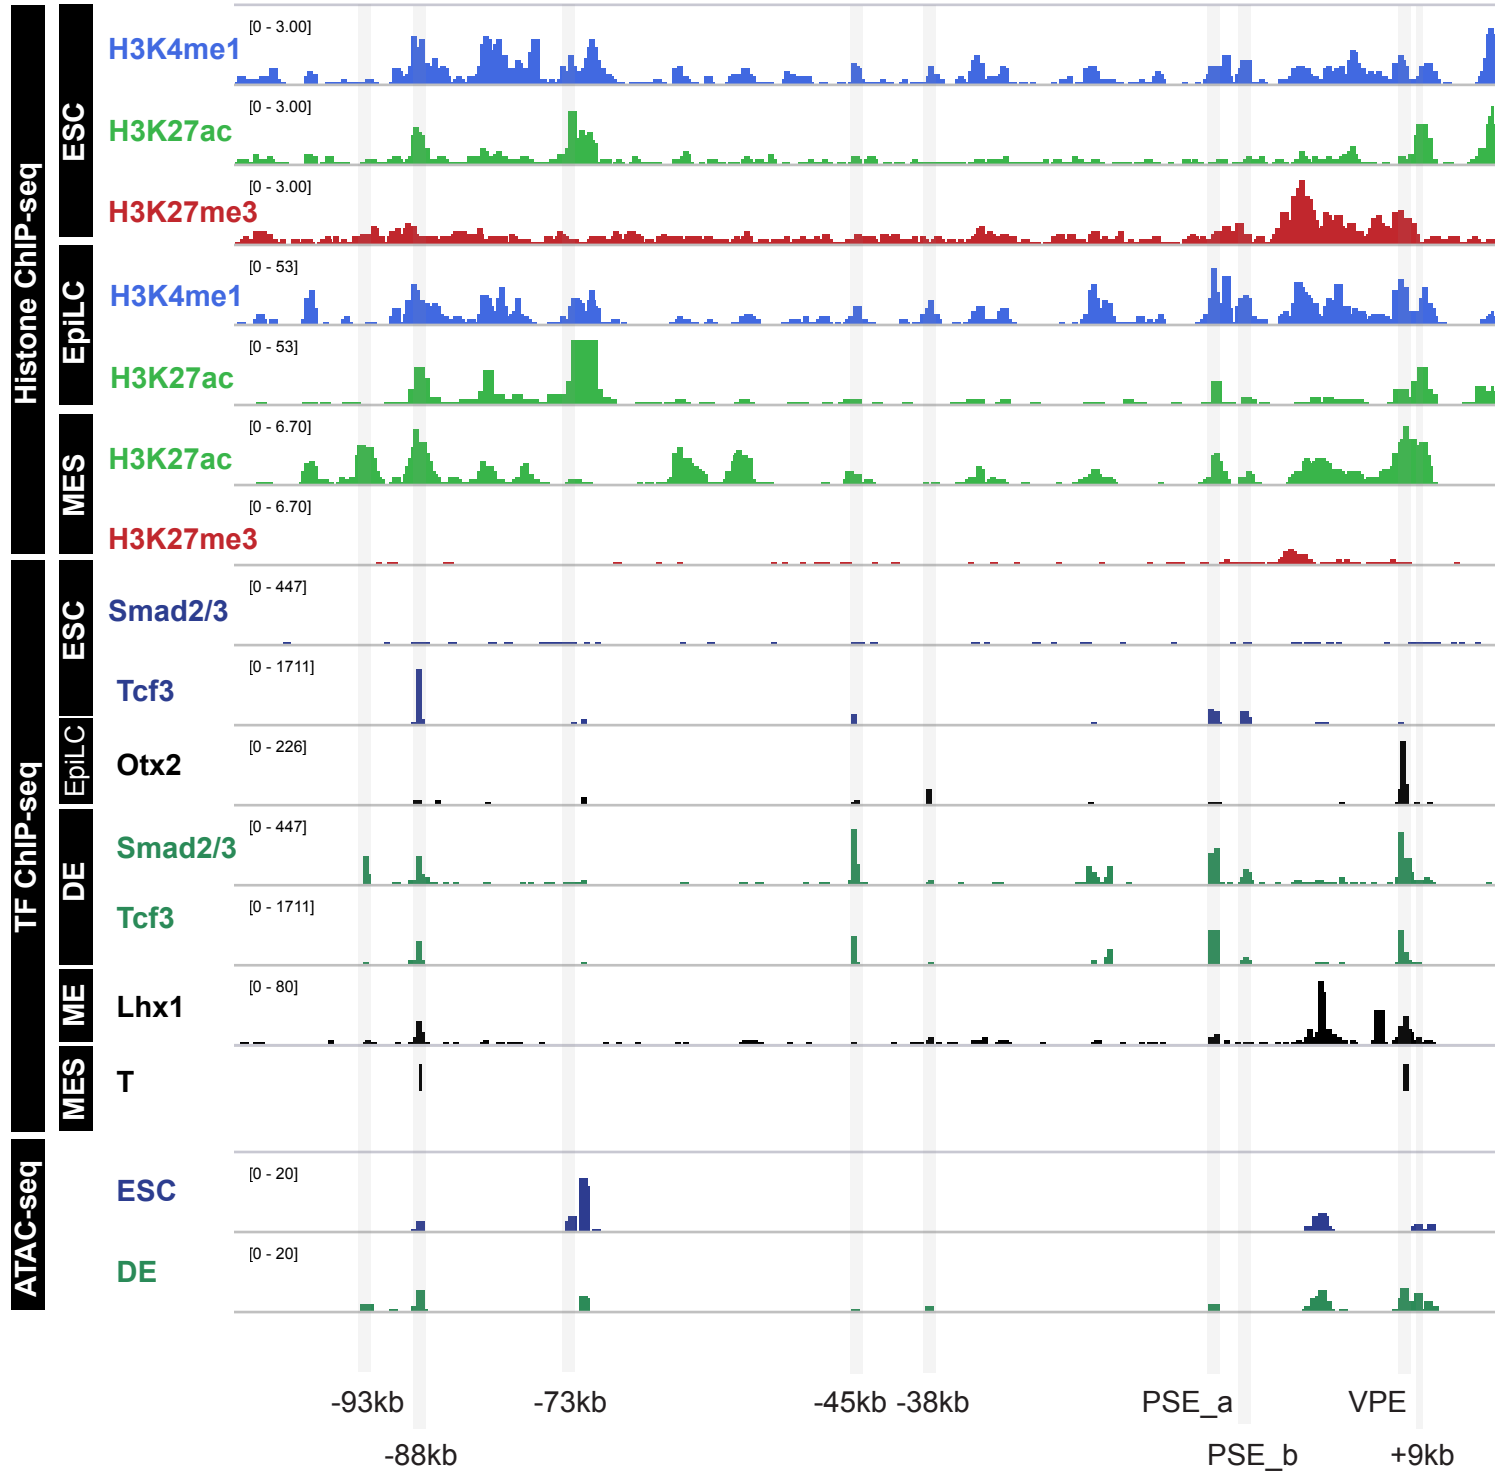 Histone ChIP-seq
ESC
H3K4me1
[0 - 3.00]
H3K27ac
[0 - 3.00]
H3K27me3
[0 - 3.00]
EpiLC
H3K4me1
[0 - 53]
H3K27ac
[0 - 53]
MES
H3K27ac
[0 - 6.70]
H3K27me3
[0 - 6.70]
TF ChIP-seq
ESC
Smad2/3
[0 - 447]
Tcf3
[0 - 1711]
EpiLC
Otx2
[0 - 226]
DE
Smad2/3
[0 - 447]
Tcf3
[0 - 1711]
ME
Lhx1
[0 - 80]
MES
T
ATAC-seq
ESC
[0 - 20]
DE
[0 - 20]
-93kb -73kb -45kb -38kb PSE_a VPE
-88kb PSE_b +9kb